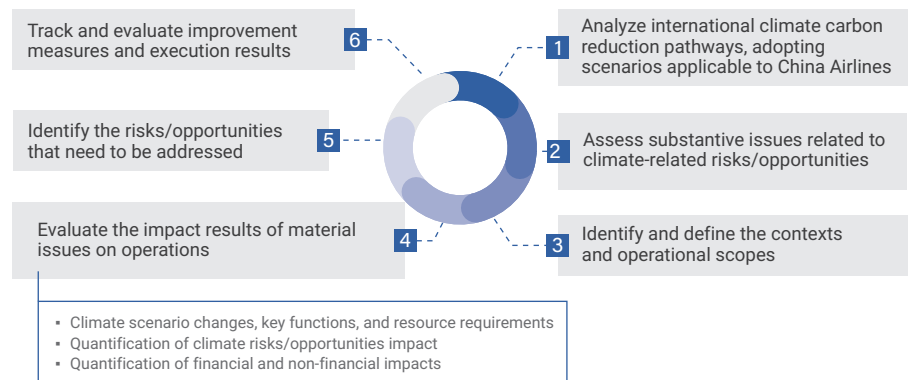 1
Analyze international climate carbon
reduction pathways, adopting
scenarios applicable to China Airlines
2
Assess substantive issues related to
climate-related risks/opportunities
3
Identify and define the contexts
and operational scopes
4
Evaluate the impact results of material
issues on operations
▪ Climate scenario changes, key functions, and resource requirements
▪ Quantification of climate risks/opportunities impact
▪ Quantification of financial and non-financial impacts
5
Identify the risks/opportunities
that need to be addressed
6
Track and evaluate improvement
measures and execution results